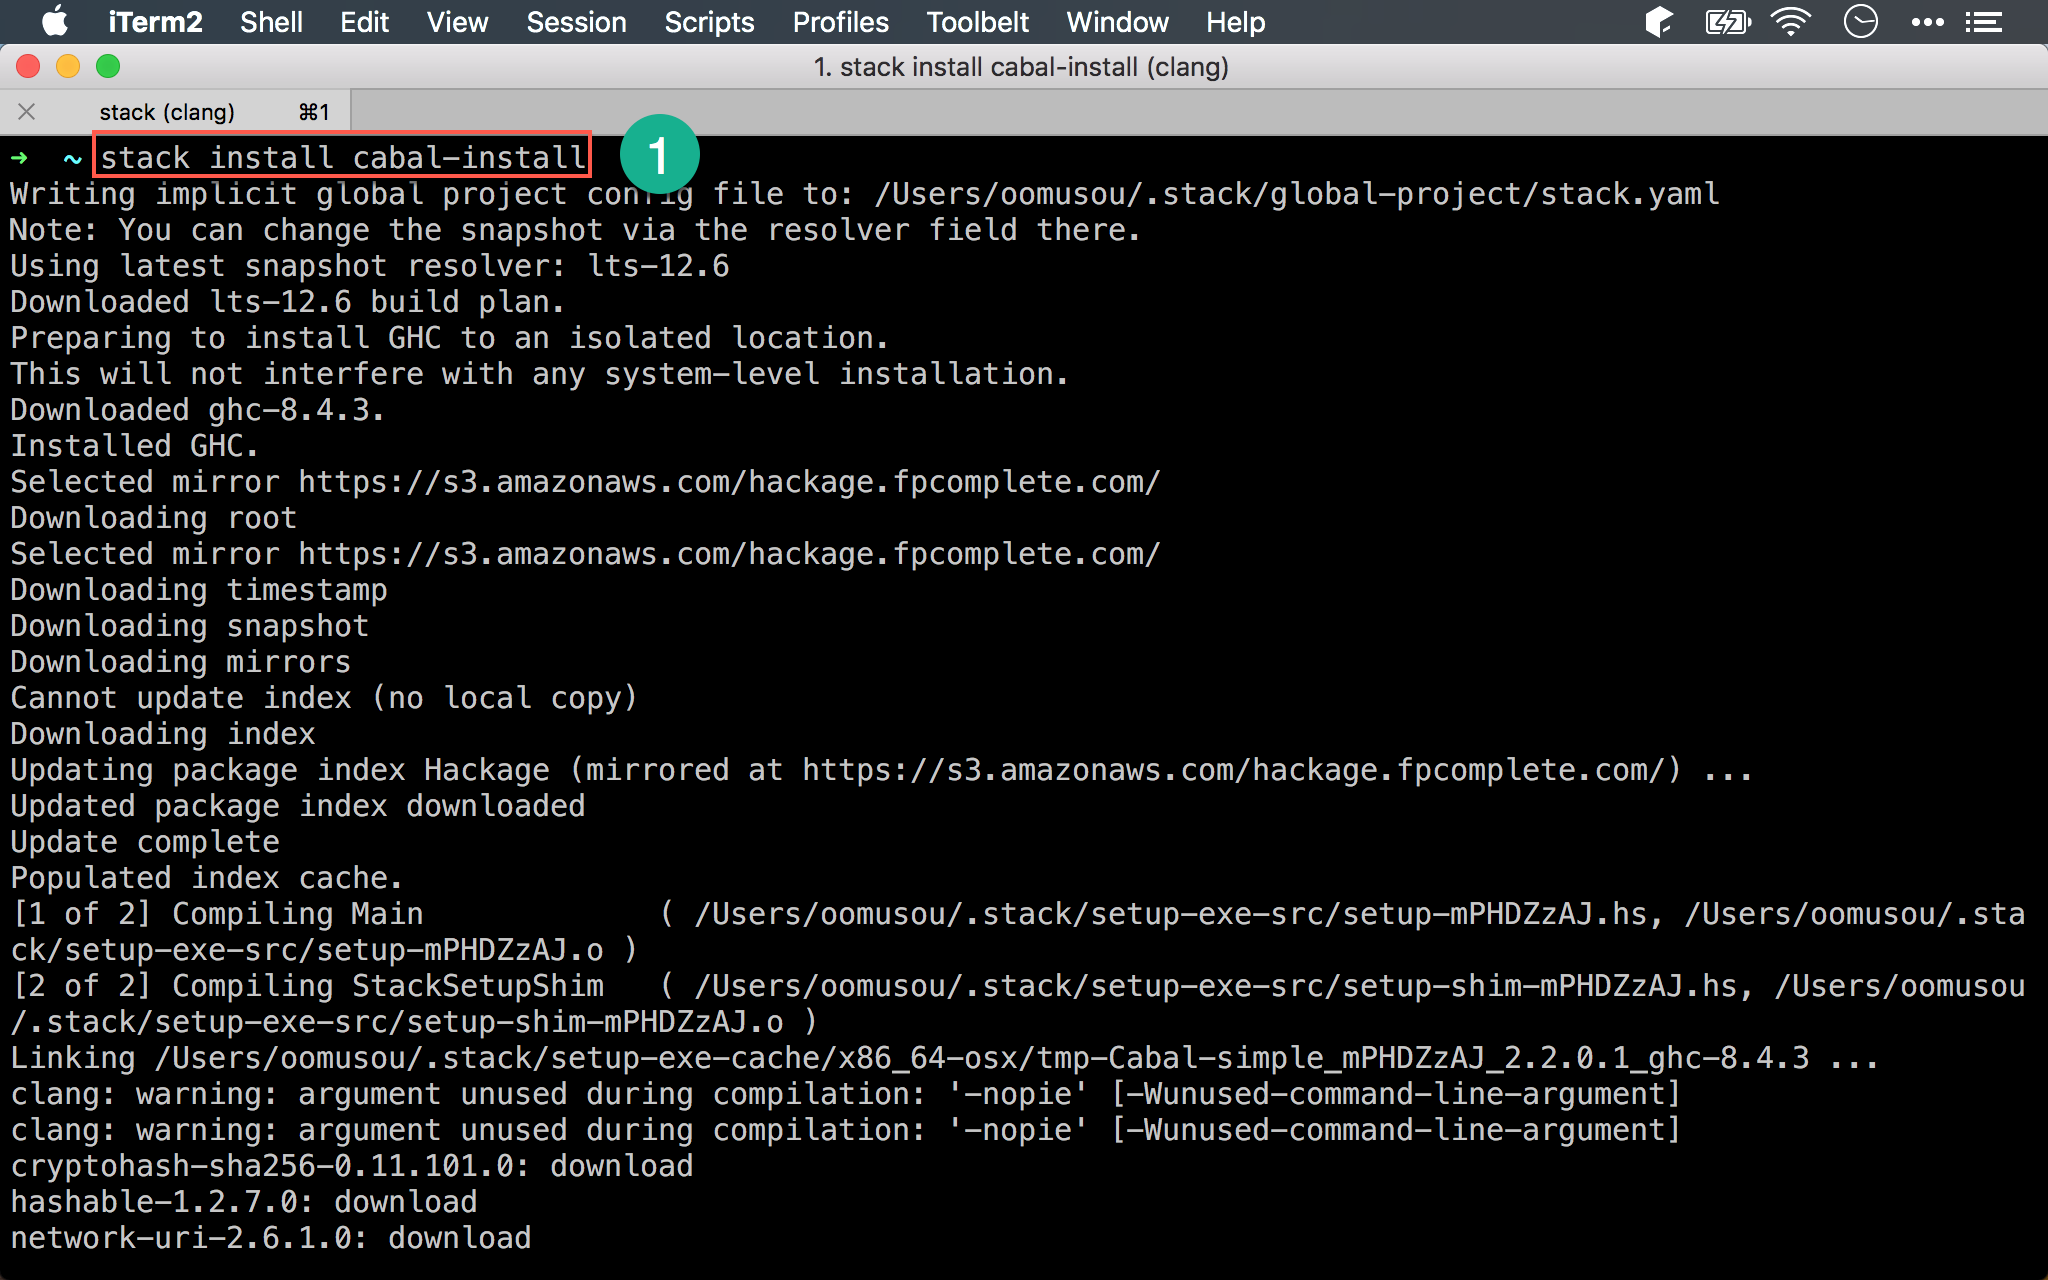 iTerm2 Shell Edit View Session Scripts Profiles Toolbelt Window Help
1. stack install cabal-install (clang)
stack (clang) ⌘1
➜ ~ stack install cabal-install 1
Writing implicit global project config file to: /Users/oomusou/.stack/global-project/stack.yaml
Note: You can change the snapshot via the resolver field there.
Using latest snapshot resolver: lts-12.6
Downloaded lts-12.6 build plan.
Preparing to install GHC to an isolated location.
This will not interfere with any system-level installation.
Downloaded ghc-8.4.3.
Installed GHC.
Selected mirror https://s3.amazonaws.com/hackage.fpcomplete.com/
Downloading root
Selected mirror https://s3.amazonaws.com/hackage.fpcomplete.com/
Downloading timestamp
Downloading snapshot
Downloading mirrors
Cannot update index (no local copy)
Downloading index
Updating package index Hackage (mirrored at https://s3.amazonaws.com/hackage.fpcomplete.com/) ...
Updated package index downloaded
Update complete
Populated index cache.
[1 of 2] Compiling Main             ( /Users/oomusou/.stack/setup-exe-src/setup-mPHDZzAJ.hs, /Users/oomusou/.sta
ck/setup-exe-src/setup-mPHDZzAJ.o )
[2 of 2] Compiling StackSetupShim   ( /Users/oomusou/.stack/setup-exe-src/setup-shim-mPHDZzAJ.hs, /Users/oomusou
/.stack/setup-exe-src/setup-shim-mPHDZzAJ.o )
Linking /Users/oomusou/.stack/setup-exe-cache/x86_64-osx/tmp-Cabal-simple_mPHDZzAJ_2.2.0.1_ghc-8.4.3 ...
clang: warning: argument unused during compilation: '-nopie' [-Wunused-command-line-argument]
clang: warning: argument unused during compilation: '-nopie' [-Wunused-command-line-argument]
cryptohash-sha256-0.11.101.0: download
hashable-1.2.7.0: download
network-uri-2.6.1.0: download